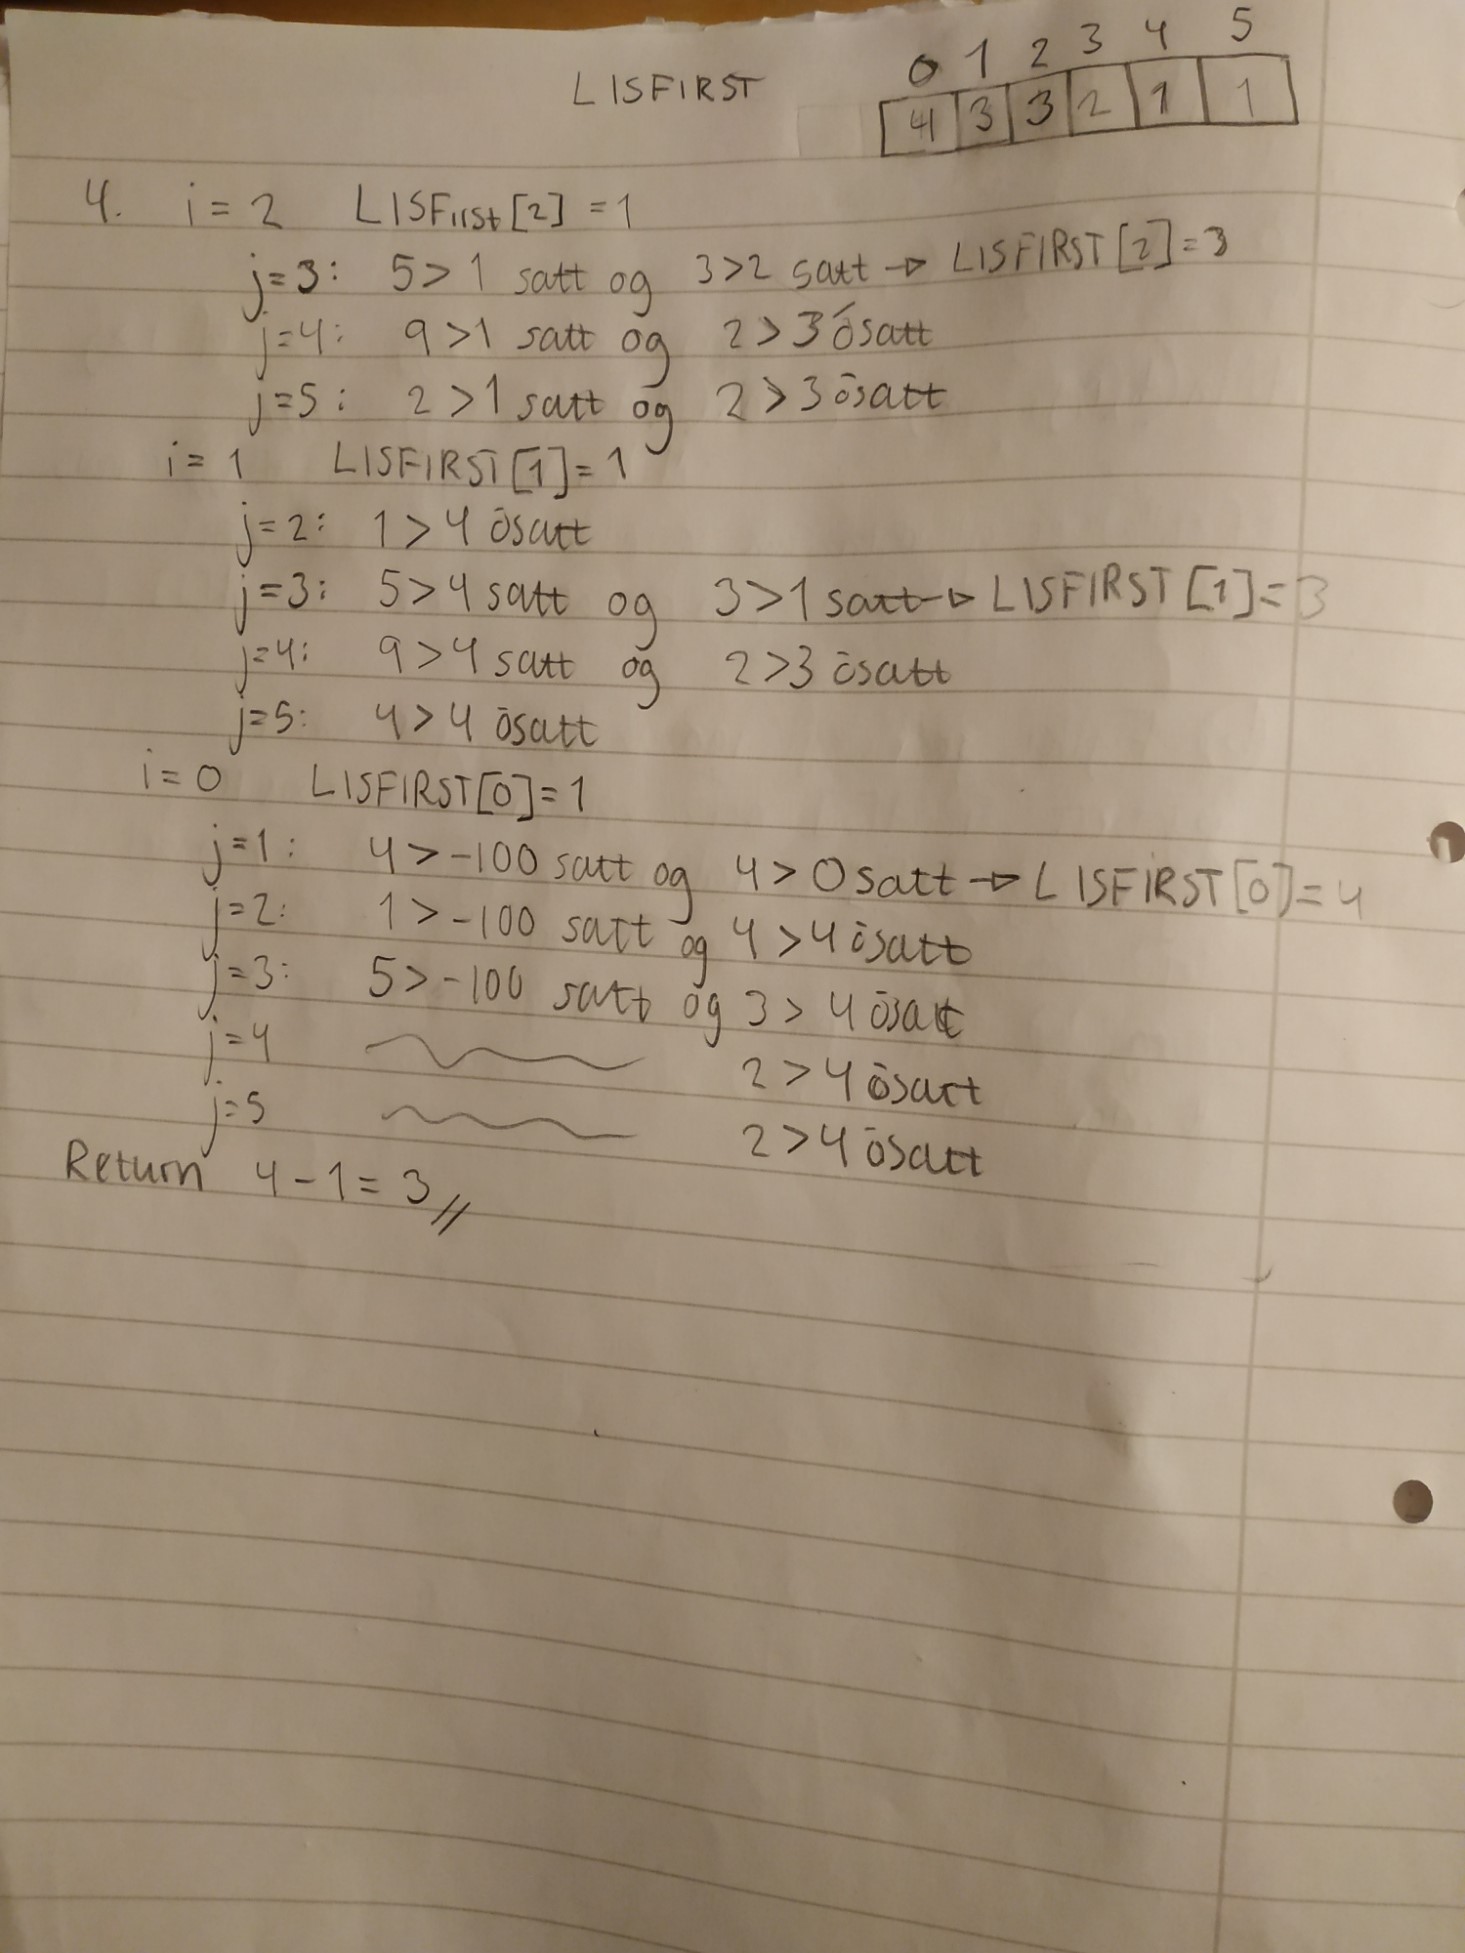 LISFIRST
0 1 2 3 4 5
4 3 3 2 1 1
4. i = 2 LISFirst[2] = 1
j=3: 5>1 satt og 3>2 satt → LISFIRST[2]=3
j=4: 9>1 satt og 2>3 ósatt
j=5: 2>1 satt og 2>3 ósatt
i = 1 LISFIRST[1]=1
j=2: 1>4 ósatt
j=3: 5>4 satt og 3>1 satt → LISFIRST[1]=3
j=4: 9>4 satt og 2>3 ósatt
j=5: 4>4 ósatt
i=0 LISFIRST[0]=1
j=1: 4>-100 satt og 4>0 satt → LISFIRST[0]=4
j=2: 1>-100 satt og 4>4 ósatt
j=3: 5>-100 satt og 3>4 ósatt
j=4 2>4 ósatt
j=5 2>4 ósatt
Return 4-1=3//